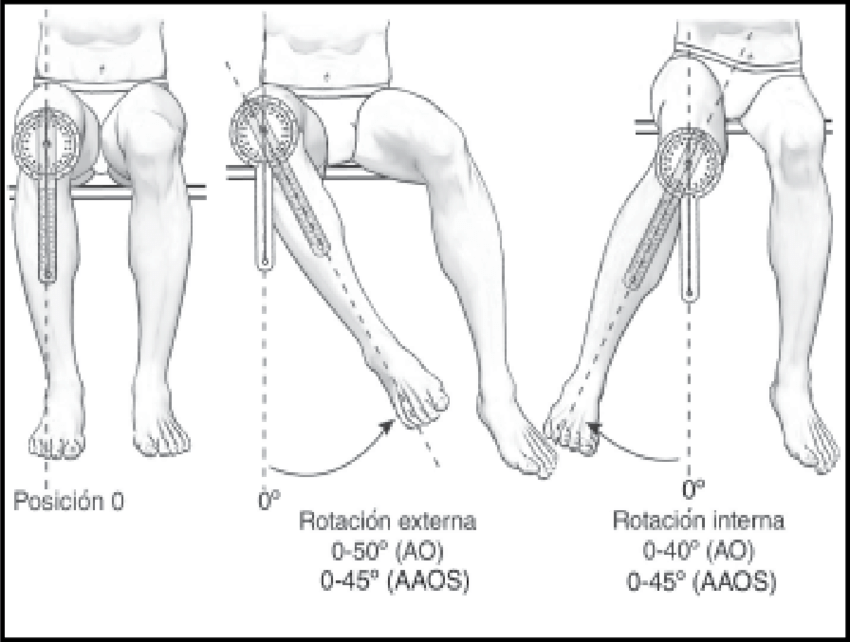 Posición 0
0º
Rotación externa
0-50º (AO)
0-45º (AAOS)
0º
Rotación interna
0-40º (AO)
0-45º (AAOS)